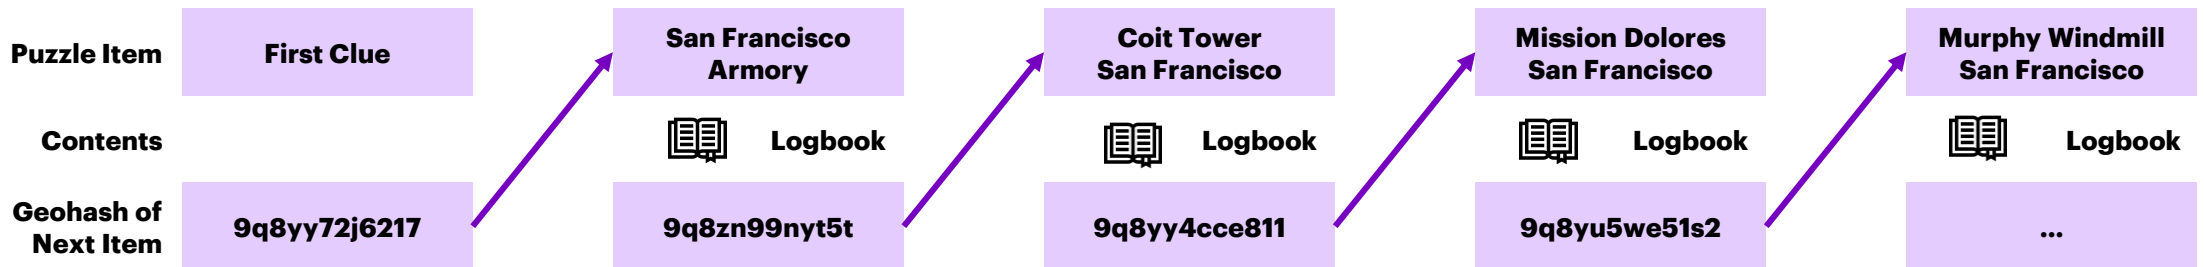 Puzzle Item
First Clue
San Francisco
Armory
Coit Tower
San Francisco
Mission Dolores
San Francisco
Murphy Windmill
San Francisco
Contents
Logbook
Logbook
Logbook
Logbook
Geohash of
Next Item
9q8yy72j6217
9q8zn99nyt5t
9q8yy4cce811
9q8yu5we51s2
...